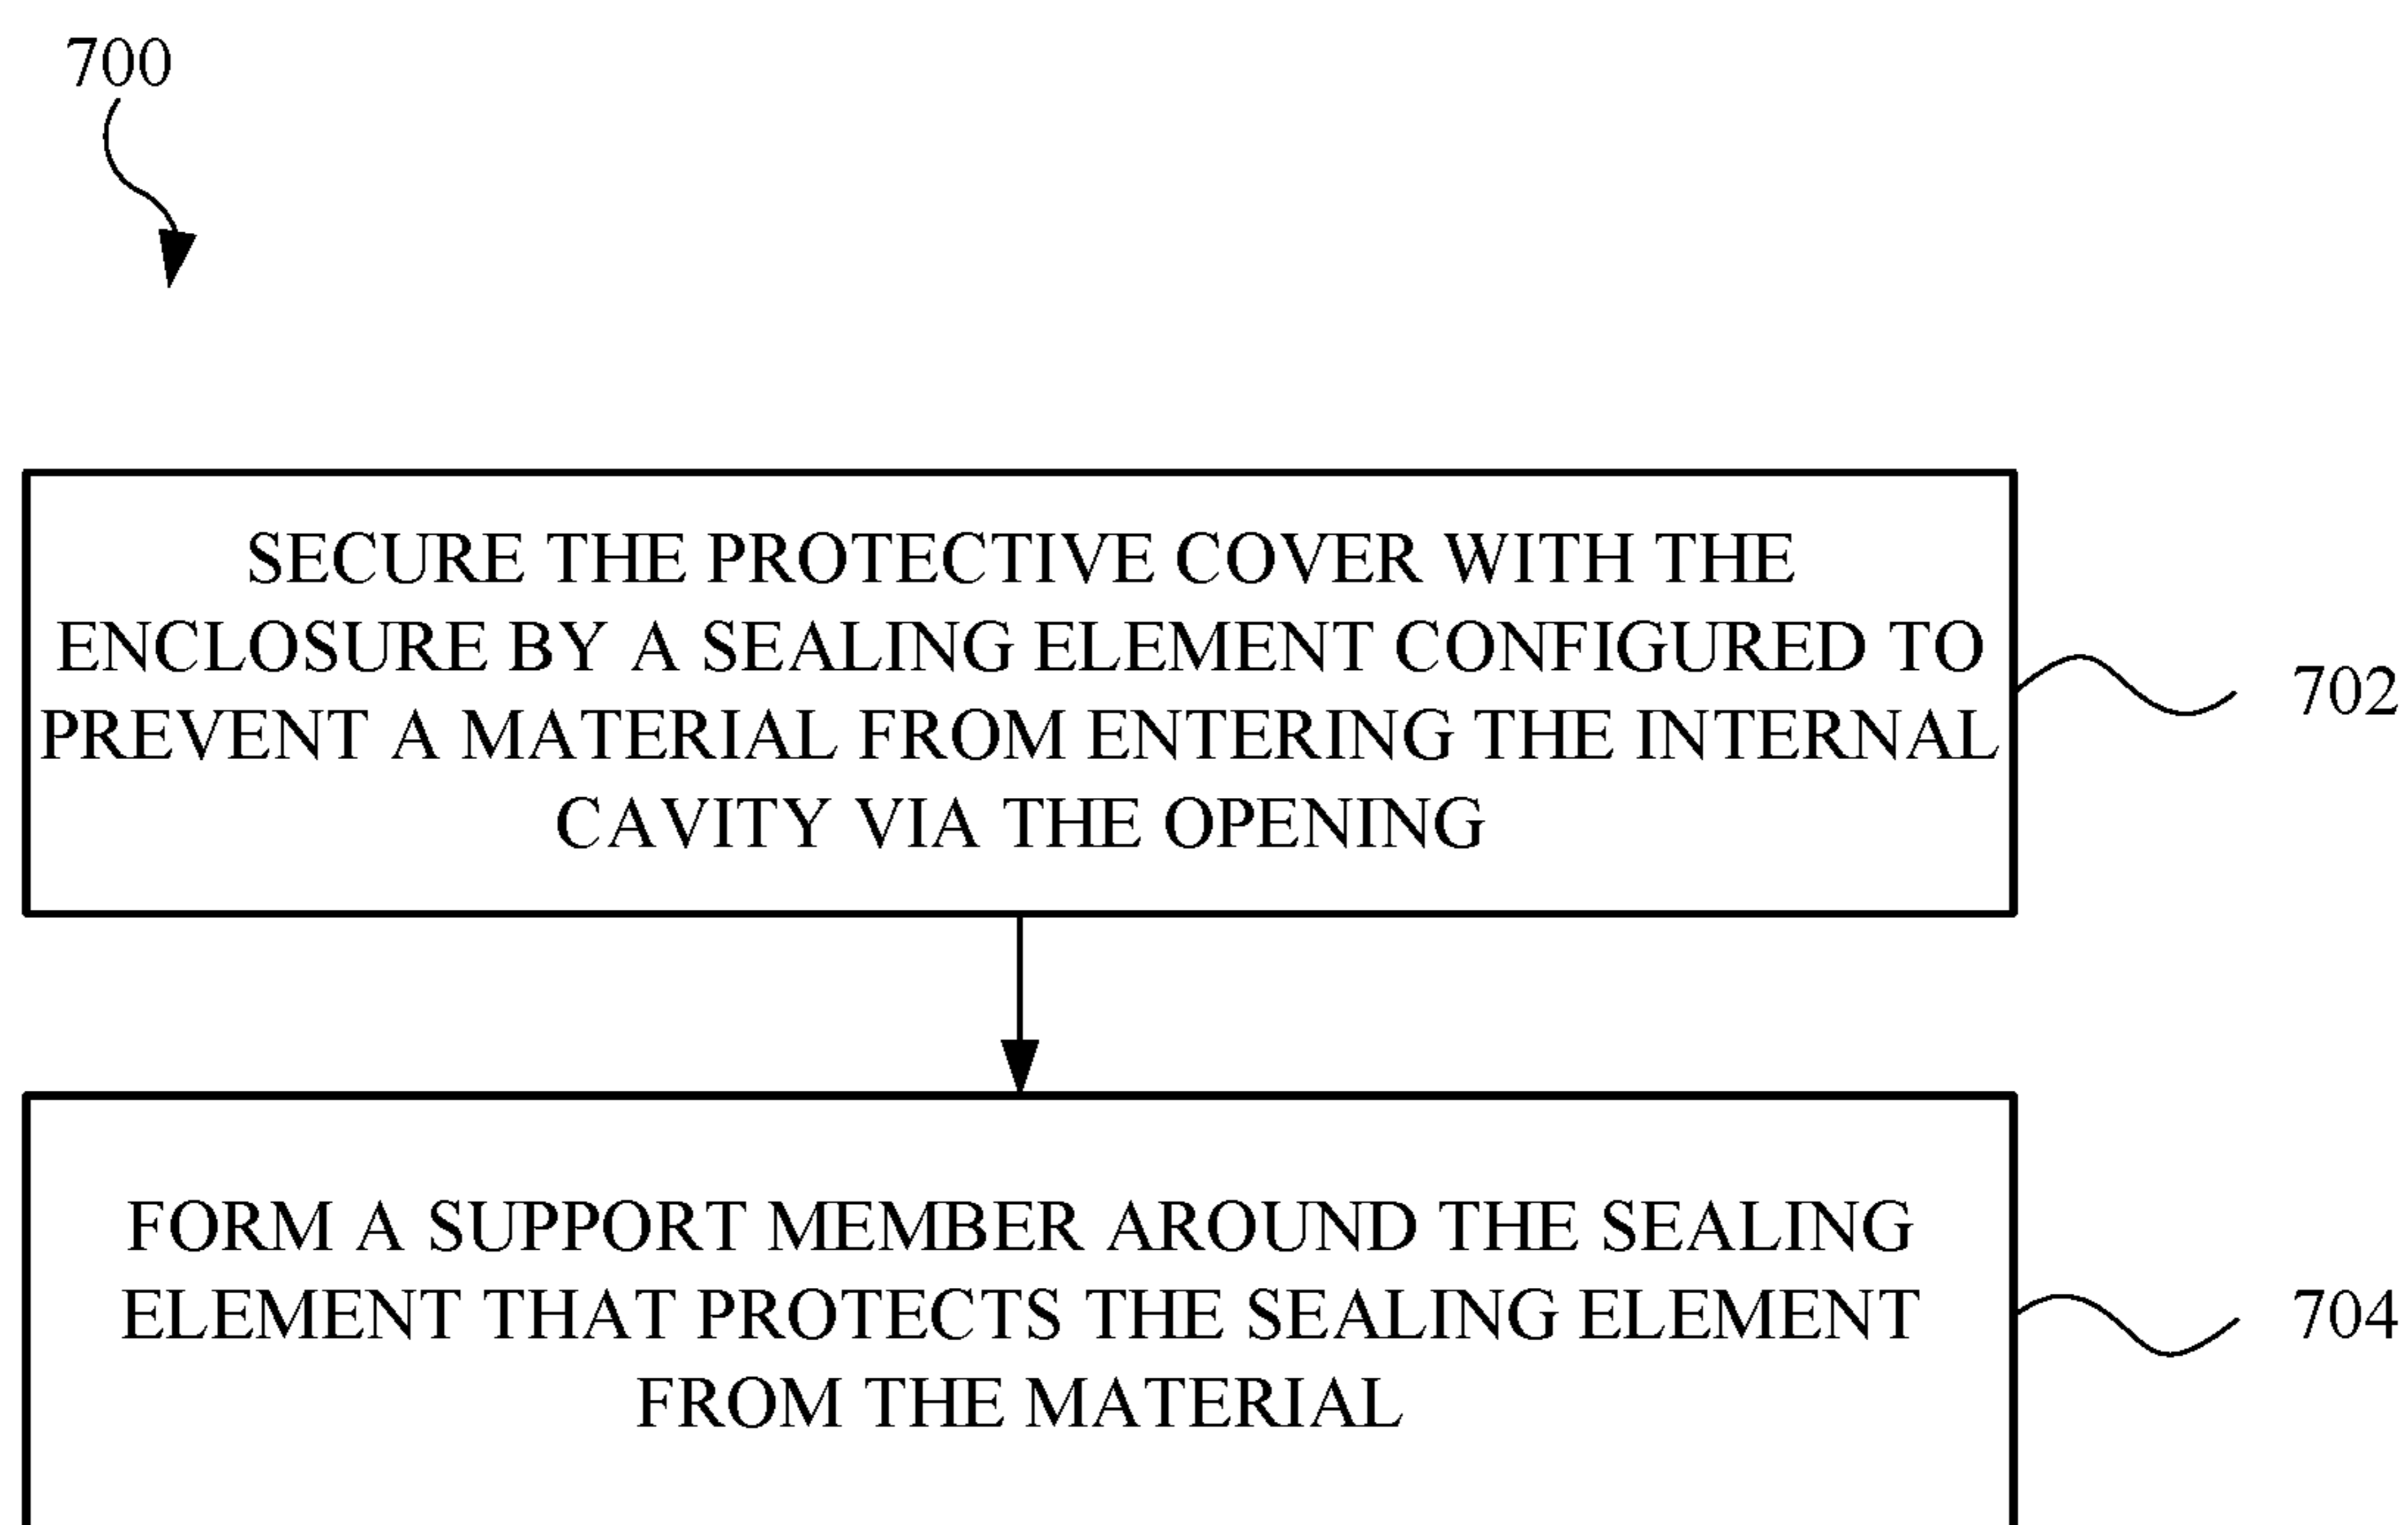 700
SECURE THE PROTECTIVE COVER WITH THE
ENCLOSURE BY A SEALING ELEMENT CONFIGURED TO
PREVENT A MATERIAL FROM ENTERING THE INTERNAL
CAVITY VIA THE OPENING
702
FORM A SUPPORT MEMBER AROUND THE SEALING
ELEMENT THAT PROTECTS THE SEALING ELEMENT
FROM THE MATERIAL
704